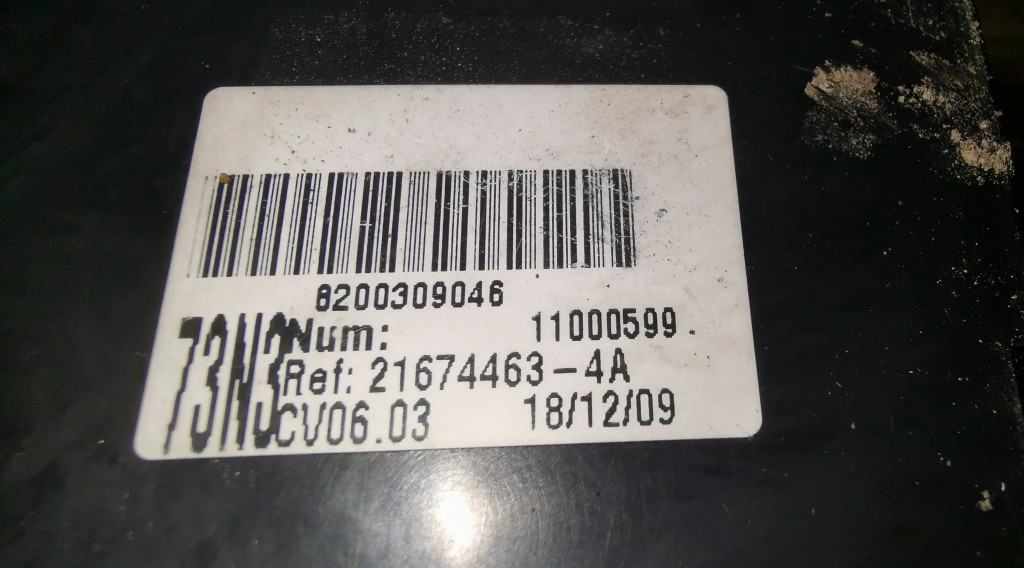 8200309046
73N3
Num: 11000599
Ref: 21674463-4A
CV06.03 18/12/09